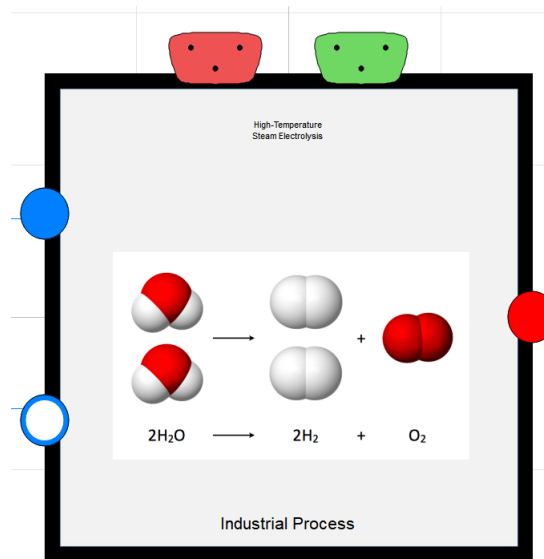 High-Temperature
Steam Electrolysis
+
2H₂O → 2H₂ + O₂
Industrial Process